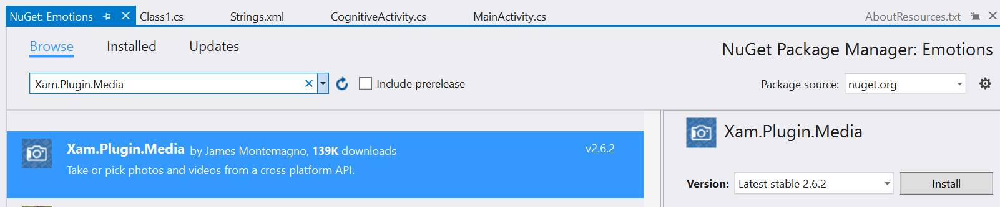 NuGet: Emotions Class1.cs Strings.xml CognitiveActivity.cs MainActivity.cs AboutResources.txt
Browse Installed Updates
NuGet Package Manager: Emotions
Xam.Plugin.Media Include prerelease
Package source: nuget.org
Xam.Plugin.Media by James Montemagno, 139K downloads v2.6.2
Take or pick photos and videos from a cross platform API.
Xam.Plugin.Media
Version: Latest stable 2.6.2 Install